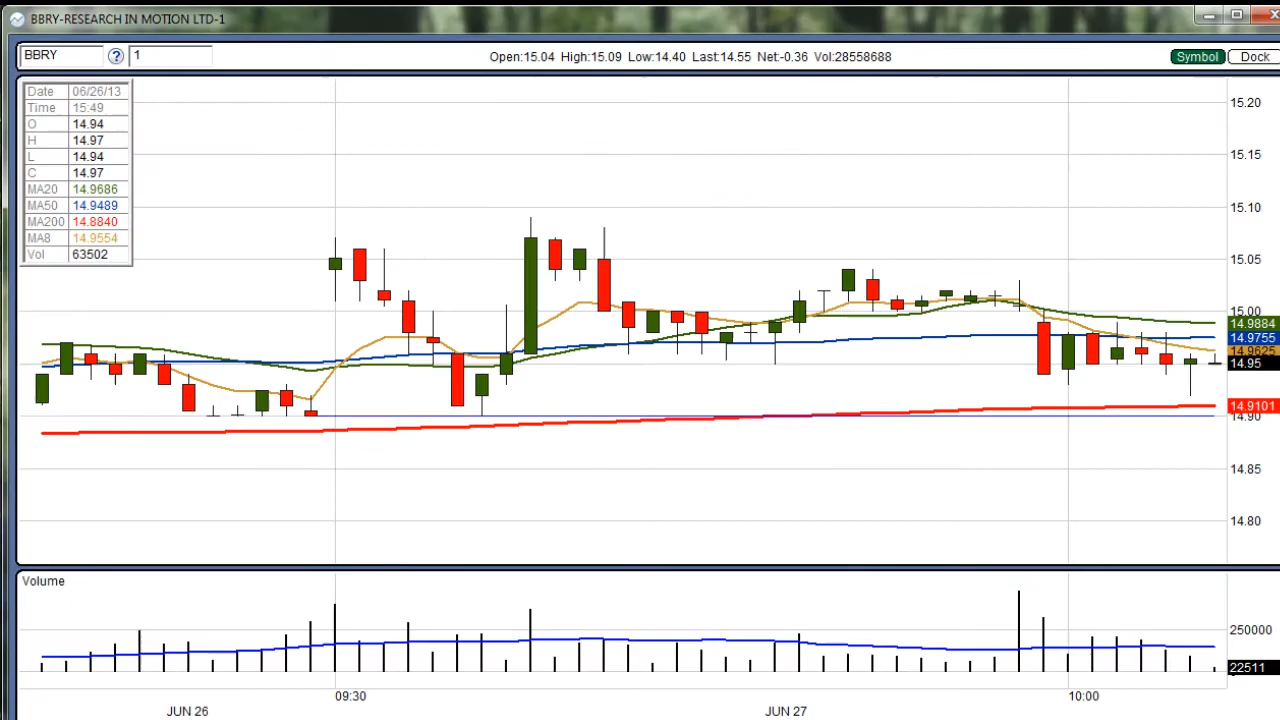 BBRY-RESEARCH IN MOTION LTD-1
BBRY ? 1 Open:15.04 High:15.09 Low:14.40 Last:14.55 Net-0.36 Vol:28558688 Symbol Dock
Date 06/26/13
Time 15:49
O 14.94
H 14.97
L 14.94
C 14.97
MA20 14.9686
MA50 14.9489
MA200 14.8840
MA8 14.9554
Vol 63502
15.20
15.15
15.10
15.05
15.00
14.9884
14.9755
14.9625
14.95
14.9101
14.90
14.85
14.80
Volume
250000
22511
09:30 10:00
JUN 26 JUN 27